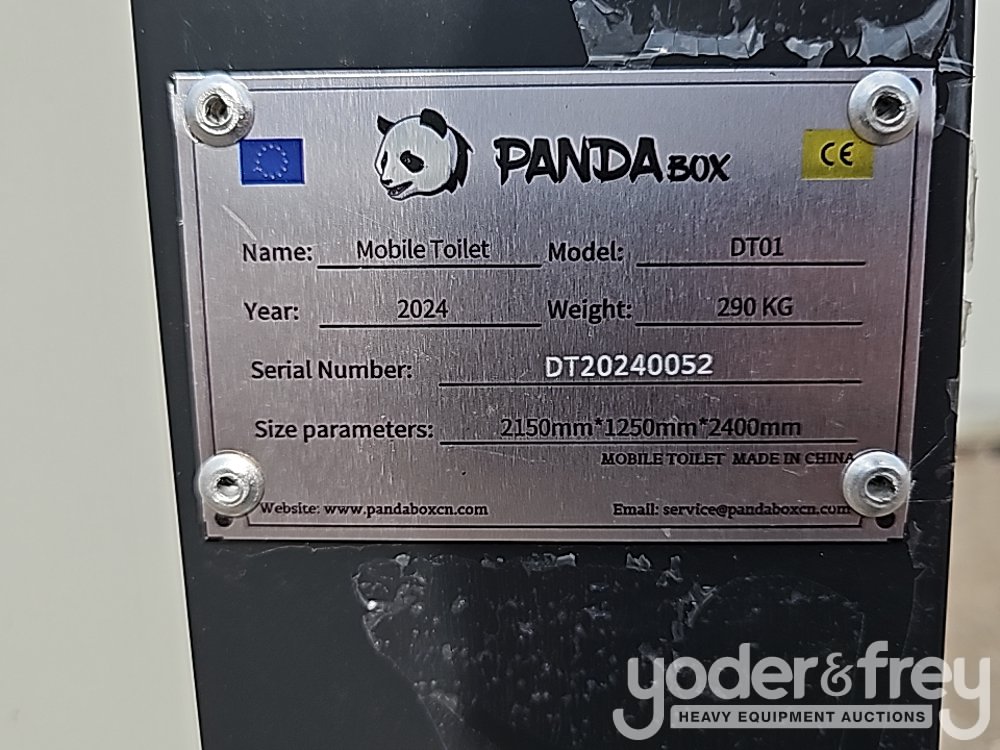 PANDA BOX
CE
Name: Mobile Toilet Model: DT01
Year: 2024 Weight: 290 KG
Serial Number: DT20240052
Size parameters: 2150mm*1250mm*2400mm
MOBILE TOILET MADE IN CHINA
Website: www.pandaboxcn.com Email: service@pandaboxcn.com
yoder&frey
HEAVY EQUIPMENT AUCTIONS